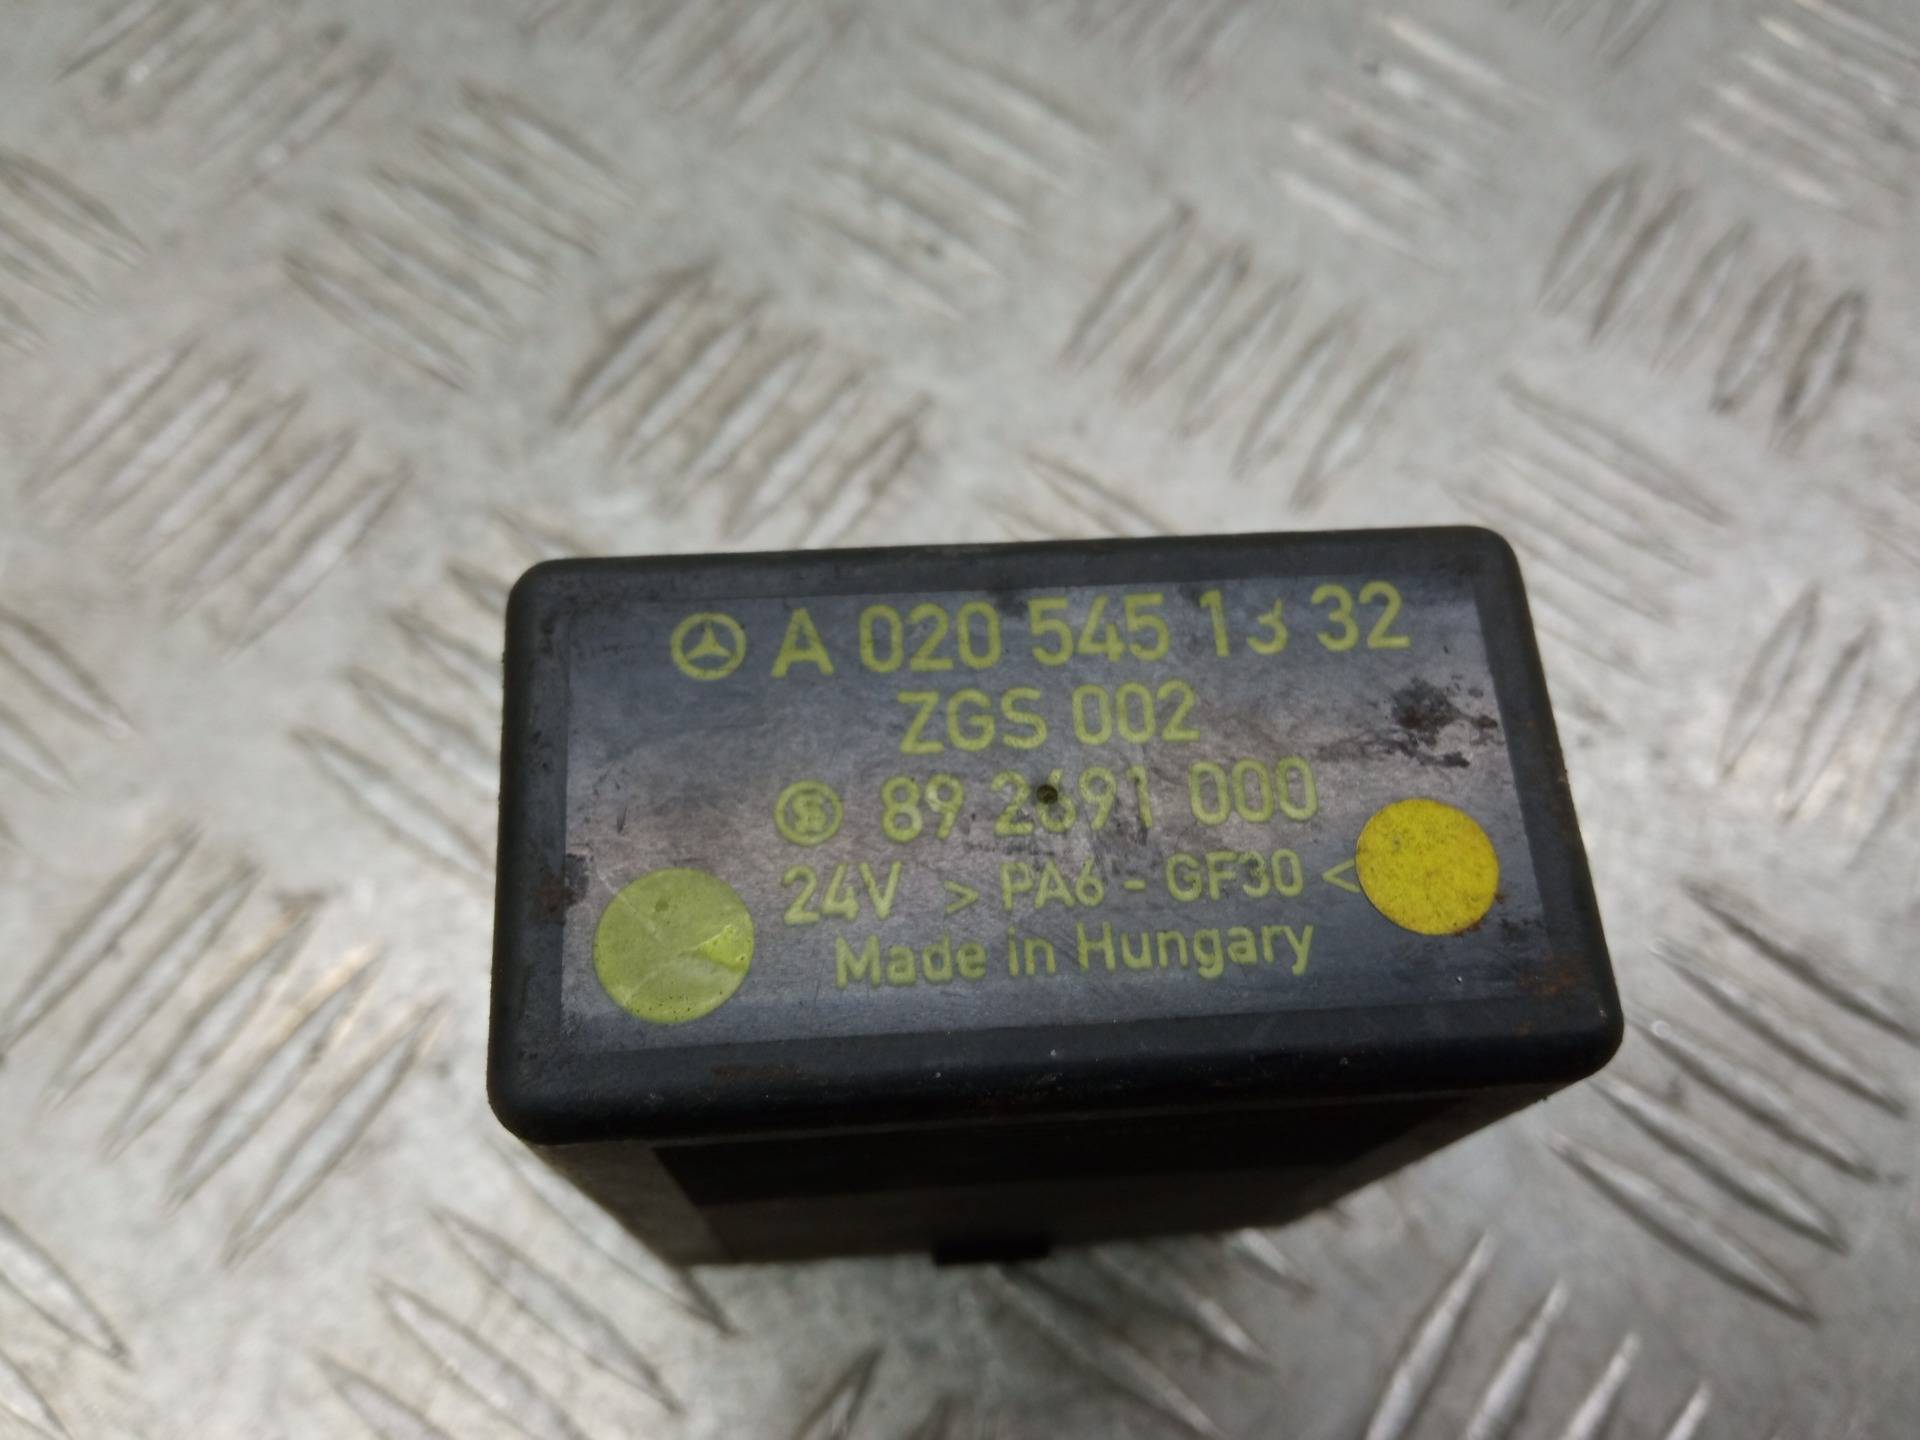 A 020 545 13 32
ZGS 002
89 2691 000
24V > PA6 - GF30 <
Made in Hungary